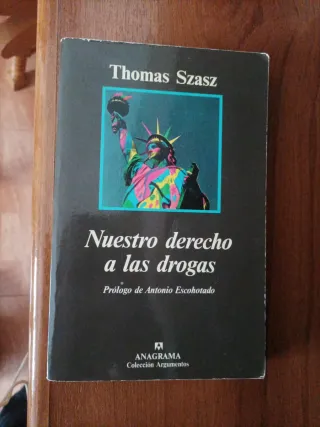 Thomas Szasz
Nuestro derecho
a las drogas
Prólogo de Antonio Escohotado
ANAGRAMA
Colección Argumentos